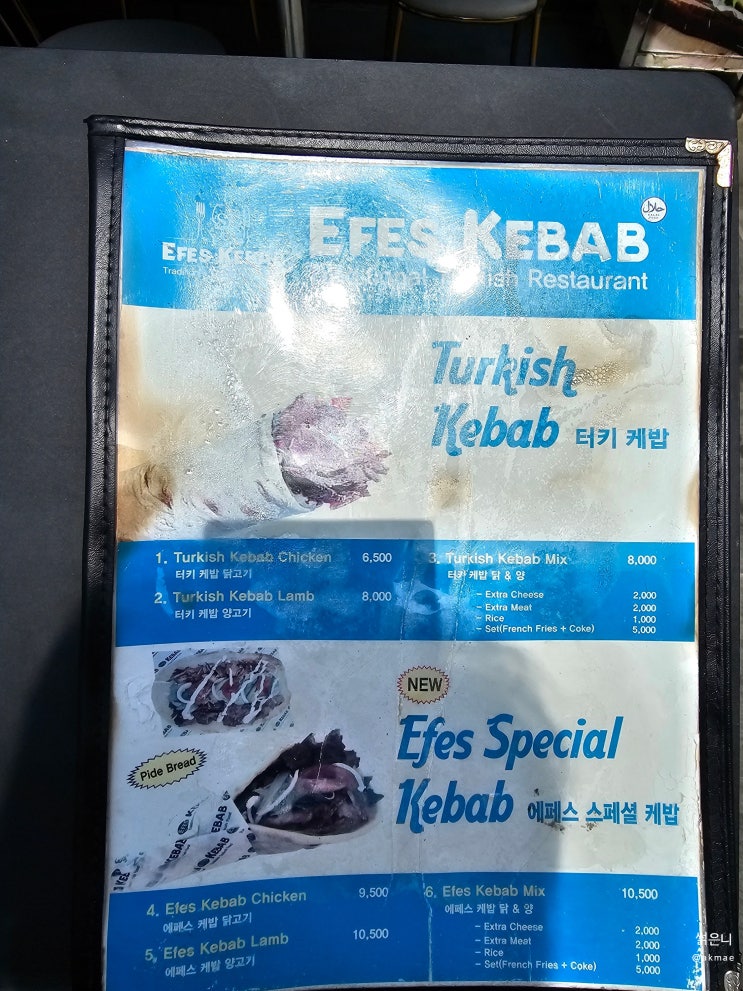 EFES KEBAB
EFES KEBAB
Restaurant
حلال
Turkish
Kebab 터키 케밥
1. Turkish Kebab Chicken 6,500
터키 케밥 닭고기
2. Turkish Kebab Lamb 8,000
터키 케밥 양고기
3. Turkish Kebab Mix 8,000
터키 케밥 닭 & 양
- Extra Cheese 2,000
- Extra Meat 2,000
- Rice 1,000
- Set(French Fries + Coke) 5,000
NEW
Pide Bread
Efes Special
Kebab 에페스 스페셜 케밥
KEBAB
KEBAB
4. Efes Kebab Chicken 9,500
에페스 케밥 닭고기
5. Efes Kebab Lamb 10,500
에페스 케밥 양고기
6. Efes Kebab Mix 10,500
에페스 케밥 닭 & 양
- Extra Cheese 2,000
- Extra Meat 2,000
- Rice 1,000
- Set(French Fries + Coke) 5,000